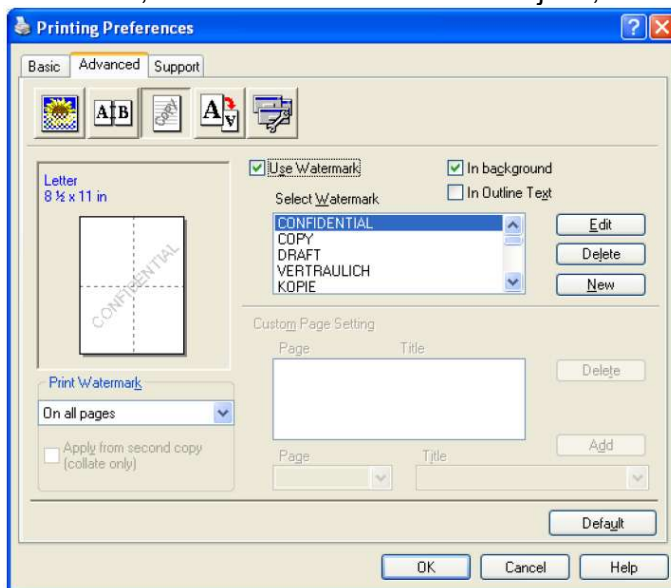 Printing Preferences
Basic Advanced Support
A B
COPY
A A
Letter
8 ½ x 11 in
CONFIDENTIAL
Use Watermark
In background
In Outline Text
Select Watermark
CONFIDENTIAL
COPY
DRAFT
VERTRAULICH
KOPIE
Edit
Delete
New
Print Watermark
On all pages
Apply from second copy
(collate only)
Custom Page Setting
Page Title
Delete
Add
Page Title
Default
OK Cancel Help